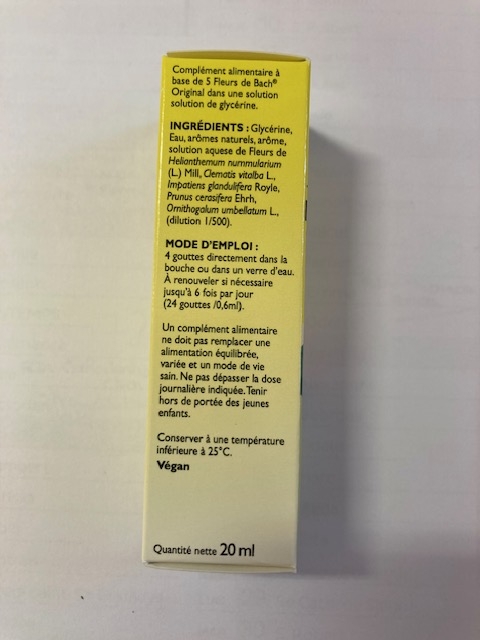 Complément alimentaire à
base de 5 Fleurs de Bach®
Original dans une solution
solution de glycérine.
INGRÉDIENTS : Glycérine,
Eau, arômes naturels, arôme,
solution aquese de Fleurs de
Helianthemum nummularium
(L.) Mill., Clematis vitalba L.,
Impatiens glandulifera Royle,
Prunus cerasifera Ehrh,
Ornithogalum umbellatum L.,
(dilution 1/500).
MODE D'EMPLOI :
4 gouttes directement dans la
bouche ou dans un verre d'eau.
À renouveler si nécessaire
jusqu'à 6 fois par jour
(24 gouttes /0,6ml).
Un complément alimentaire
ne doit pas remplacer une
alimentation équilibrée,
variée et un mode de vie
sain. Ne pas dépasser la dose
journalière indiquée. Tenir
hors de portée des jeunes
enfants.
Conserver à une température
inférieure à 25°C.
Végan
Quantité nette 20 ml